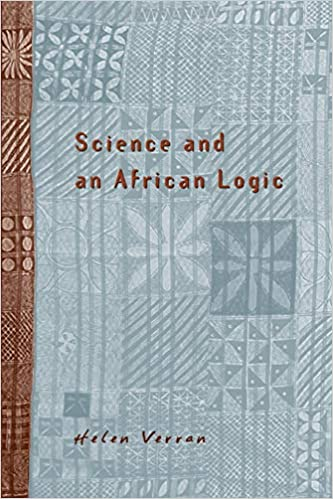 Science and
an African Logic
Helen Verran